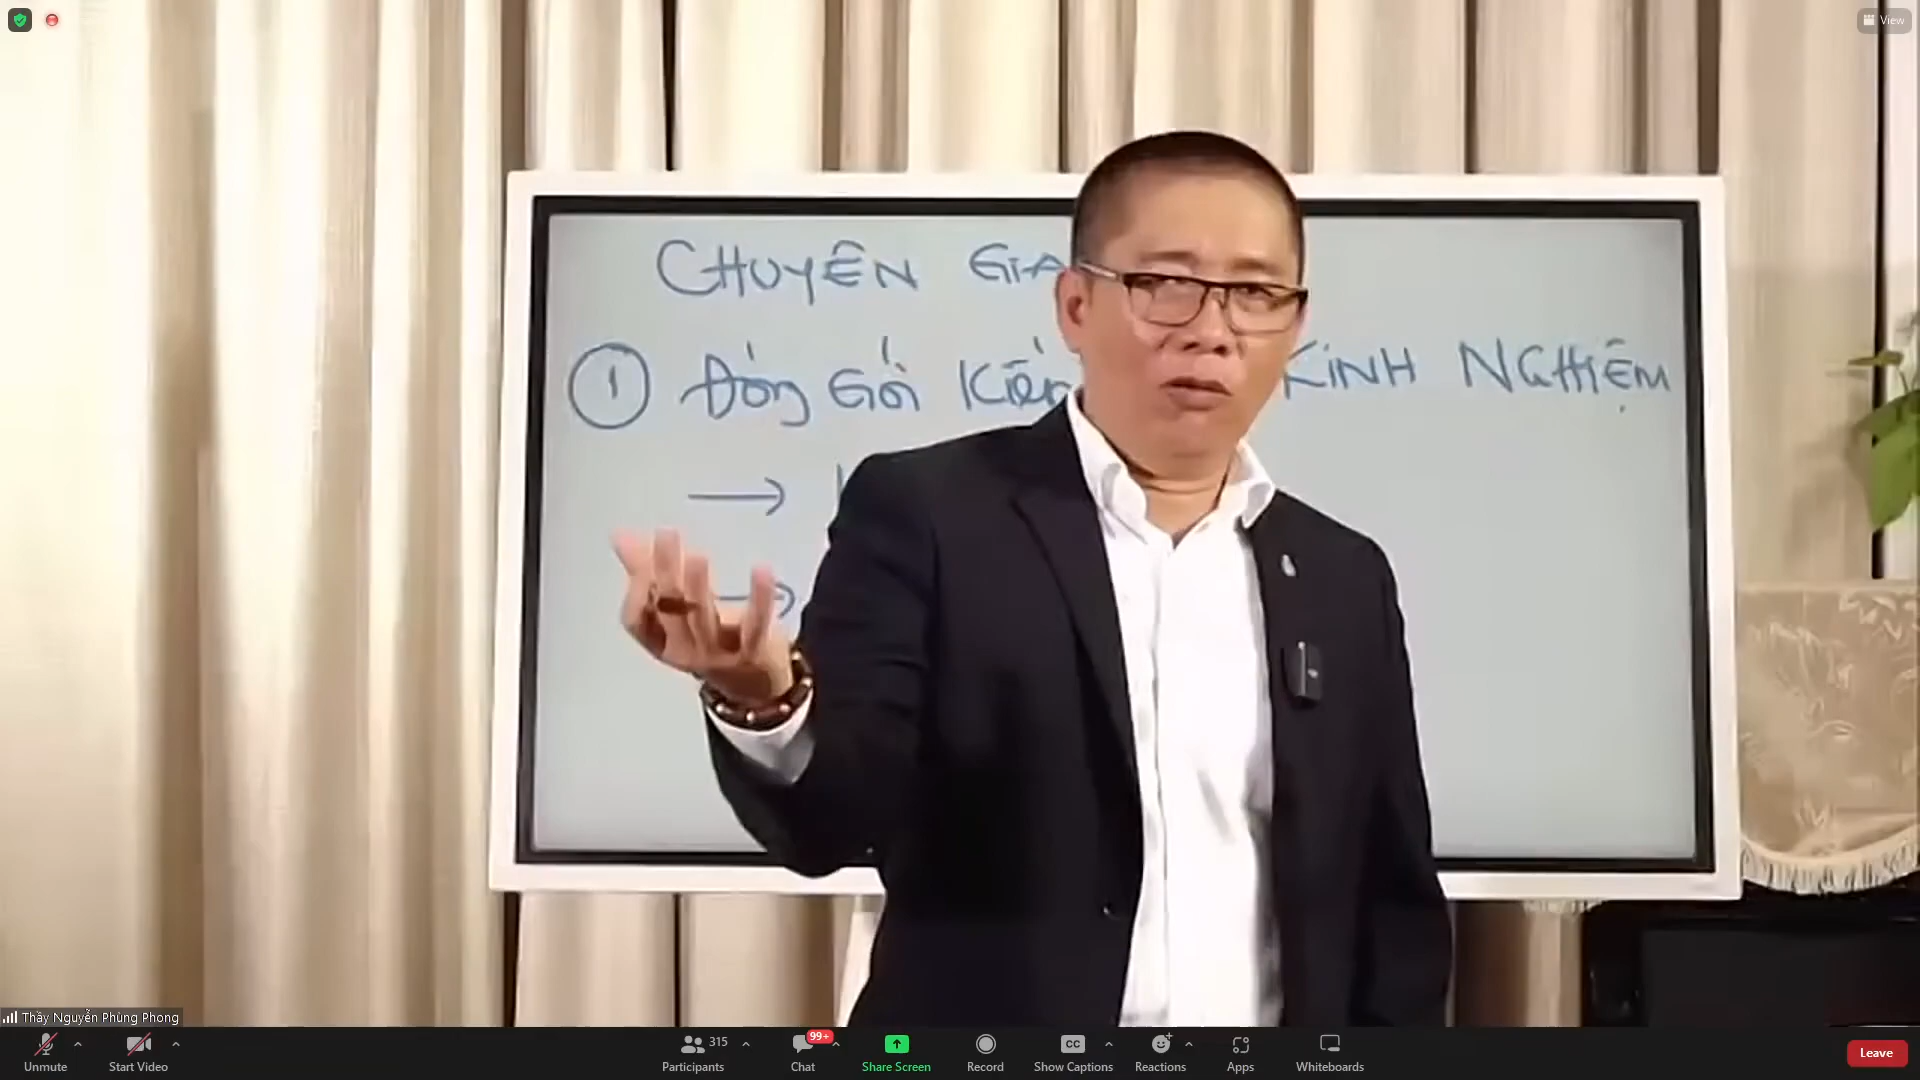 View
CHUYÊN GIA
① Đóng Gói KINH NGHIỆM
→
→
Thầy Nguyễn Phùng Phong
Unmute
Start Video
315
Participants
99+
Chat
Share Screen
Record
CC
Show Captions
Reactions
Apps
Whiteboards
Leave